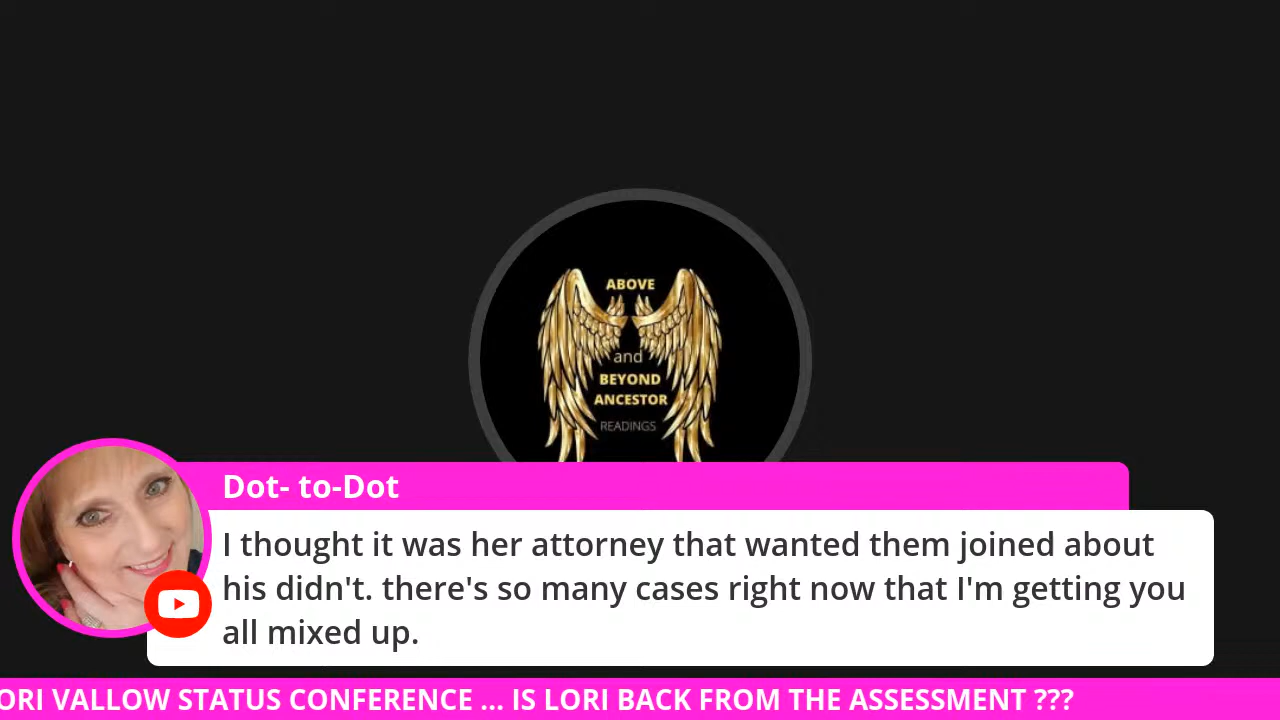 ABOVE
and
BEYOND
ANCESTOR
READINGS
Dot- to-Dot
I thought it was her attorney that wanted them joined about
his didn't. there's so many cases right now that I'm getting you
all mixed up.
ORI VALLOW STATUS CONFERENCE ... IS LORI BACK FROM THE ASSESSMENT ???